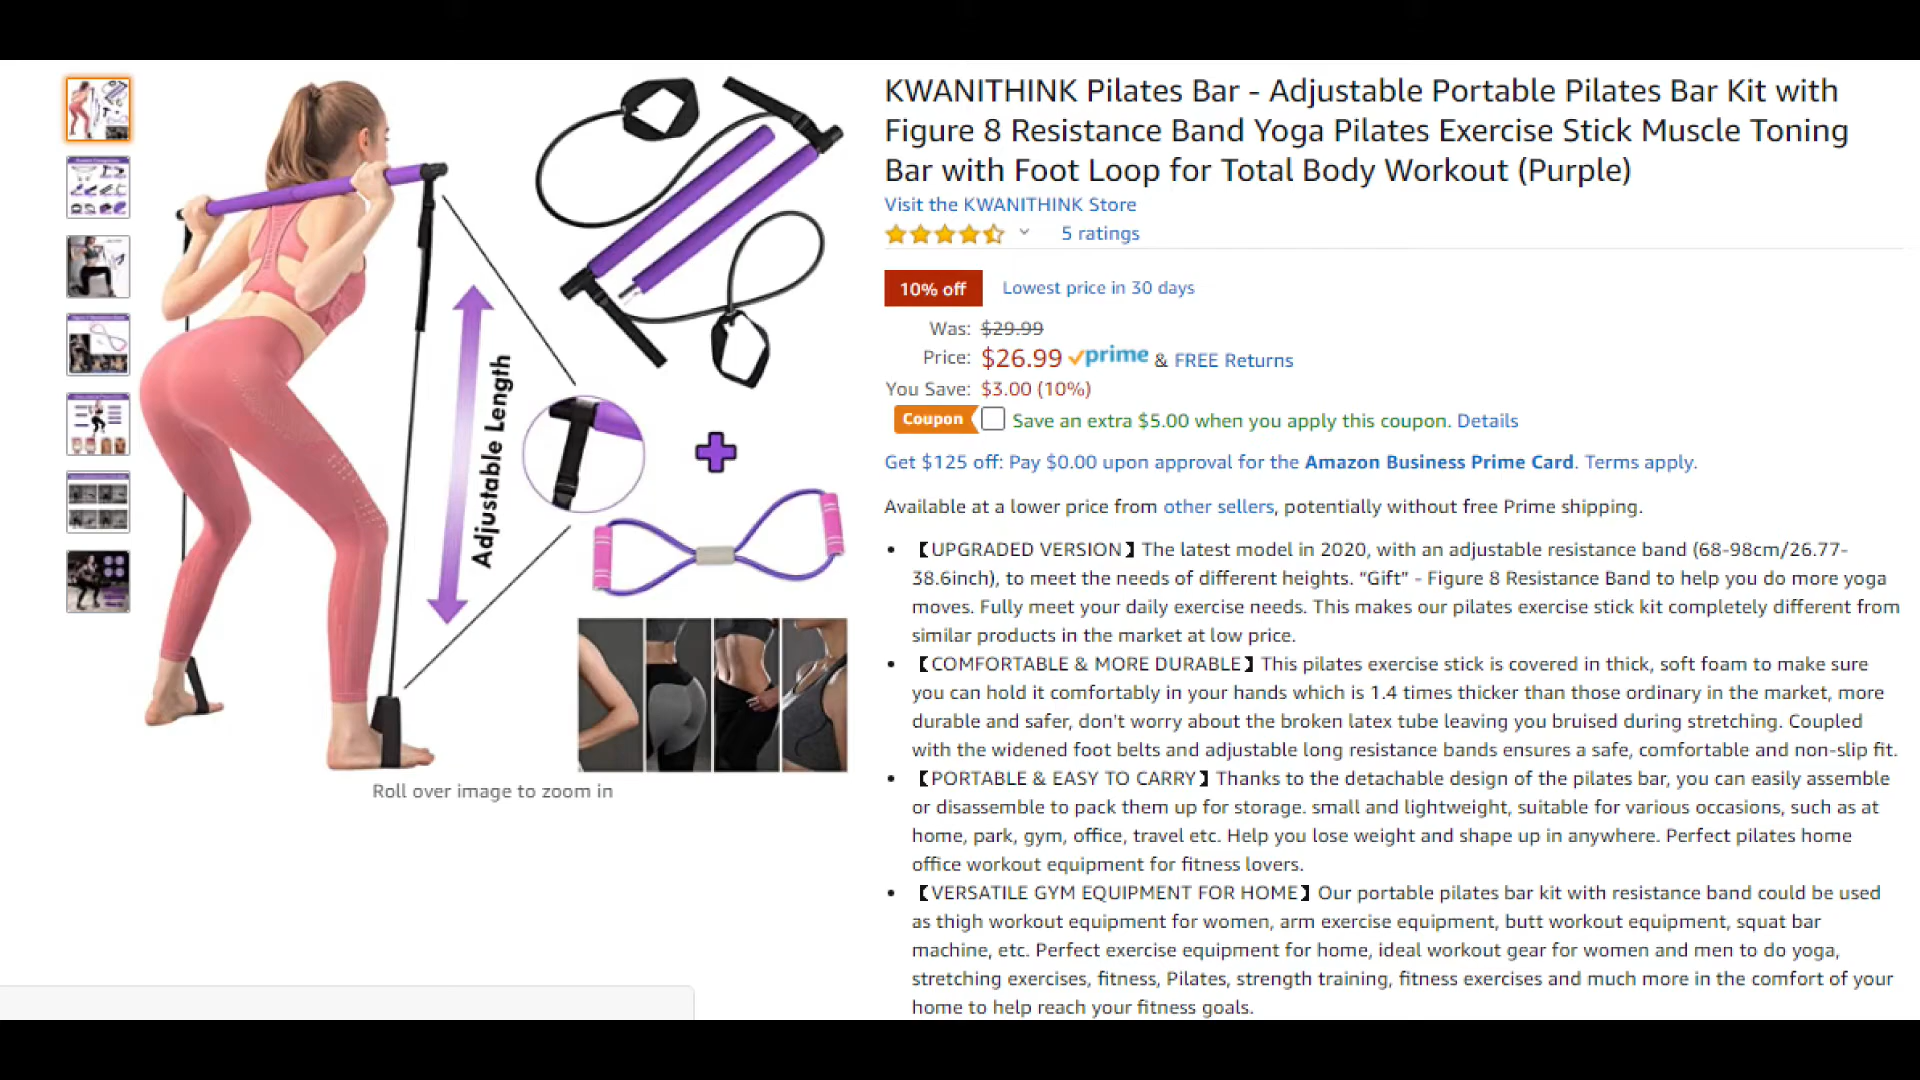 KWANITHINK Pilates Bar - Adjustable Portable Pilates Bar Kit with
Figure 8 Resistance Band Yoga Pilates Exercise Stick Muscle Toning
Bar with Foot Loop for Total Body Workout (Purple)
Visit the KWANITHINK Store
5 ratings
10% off Lowest price in 30 days
Was: $29.99
Price: $26.99 prime & FREE Returns
You Save: $3.00 (10%)
Coupon Save an extra $5.00 when you apply this coupon. Details
Get $125 off: Pay $0.00 upon approval for the Amazon Business Prime Card. Terms apply.
Available at a lower price from other sellers, potentially without free Prime shipping.
• 【UPGRADED VERSION】The latest model in 2020, with an adjustable resistance band (68-98cm/26.77-
38.6inch), to meet the needs of different heights. “Gift” - Figure 8 Resistance Band to help you do more yoga
moves. Fully meet your daily exercise needs. This makes our pilates exercise stick kit completely different from
similar products in the market at low price.
• 【COMFORTABLE & MORE DURABLE】This pilates exercise stick is covered in thick, soft foam to make sure
you can hold it comfortably in your hands which is 1.4 times thicker than those ordinary in the market, more
durable and safer, don't worry about the broken latex tube leaving you bruised during stretching. Coupled
with the widened foot belts and adjustable long resistance bands ensures a safe, comfortable and non-slip fit.
• 【PORTABLE & EASY TO CARRY】Thanks to the detachable design of the pilates bar, you can easily assemble
or disassemble to pack them up for storage. small and lightweight, suitable for various occasions, such as at
home, park, gym, office, travel etc. Help you lose weight and shape up in anywhere. Perfect pilates home
office workout equipment for fitness lovers.
• 【VERSATILE GYM EQUIPMENT FOR HOME】Our portable pilates bar kit with resistance band could be used
as thigh workout equipment for women, arm exercise equipment, butt workout equipment, squat bar
machine, etc. Perfect exercise equipment for home, ideal workout gear for women and men to do yoga,
stretching exercises, fitness, Pilates, strength training, fitness exercises and much more in the comfort of your
home to help reach your fitness goals.
Adjustable Length
Roll over image to zoom in